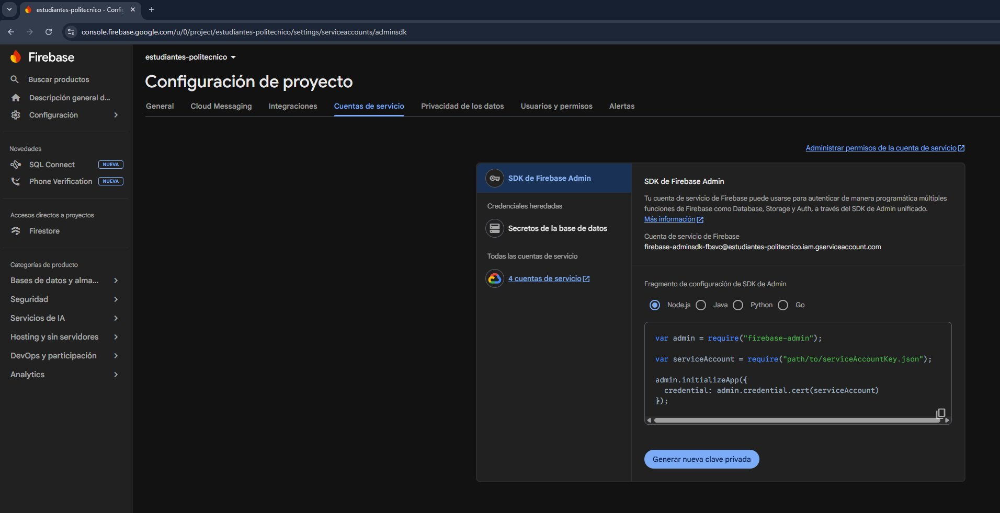 estudiantes-politecnico - Confi
console.firebase.google.com/u/0/project/estudiantes-politecnico/settings/serviceaccounts/adminsdk
Firebase
Buscar productos
Descripción general d...
Configuración
Novedades
SQL Connect NUEVA
Phone Verification NUEVA
Accesos directos a proyectos
Firestore
Categorías de producto
Bases de datos y alma...
Seguridad
Servicios de IA
Hosting y sin servidores
DevOps y participación
Analytics
estudiantes-politecnico
Configuración de proyecto
General Cloud Messaging Integraciones Cuentas de servicio Privacidad de los datos Usuarios y permisos Alertas
Administrar permisos de la cuenta de servicio
SDK de Firebase Admin
Credenciales heredadas
Secretos de la base de datos
Todas las cuentas de servicio
4 cuentas de servicio
SDK de Firebase Admin
Tu cuenta de servicio de Firebase puede usarse para autenticar de manera programática múltiples
funciones de Firebase como Database, Storage y Auth, a través del SDK de Admin unificado.
Más información
Cuenta de servicio de Firebase
firebase-adminsdk-fbsvc@estudiantes-politecnico.iam.gserviceaccount.com
Fragmento de configuración de SDK de Admin
Node.js Java Python Go
var admin = require("firebase-admin");
var serviceAccount = require("path/to/serviceAccountKey.json");
admin.initializeApp({
credential: admin.credential.cert(serviceAccount)
});
Generar nueva clave privada